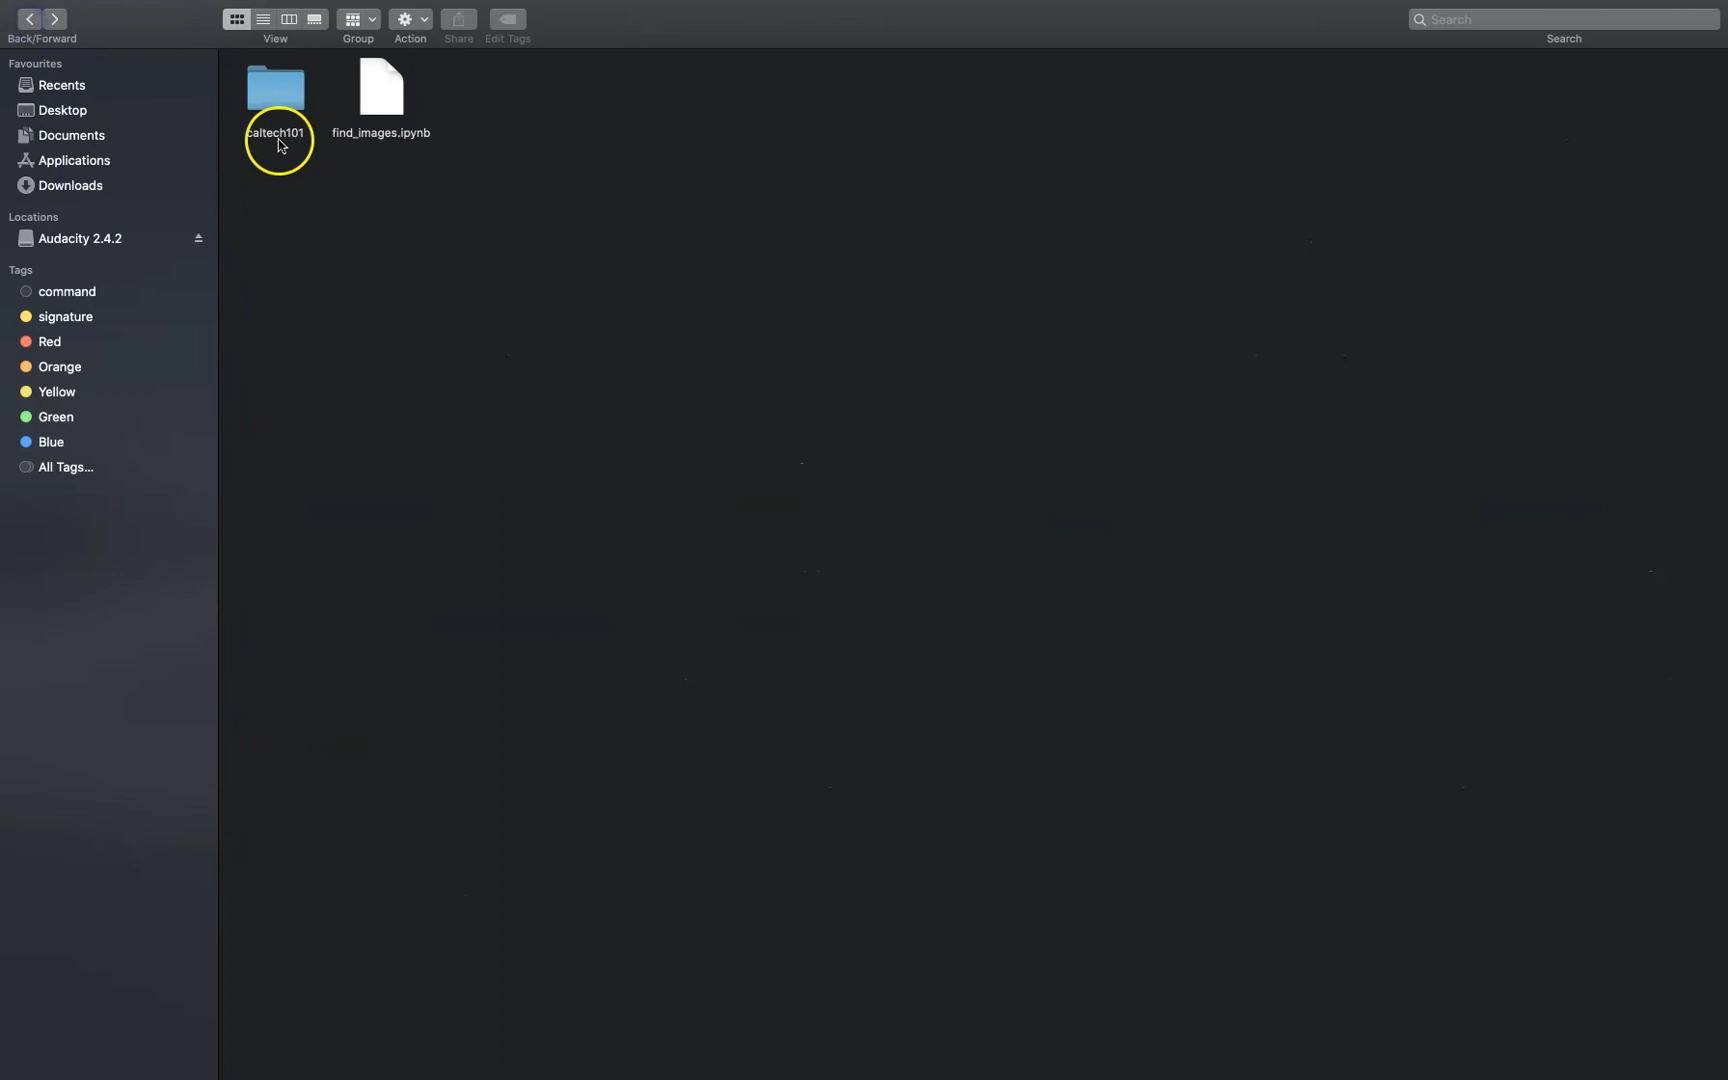 Back/Forward
View
Group
Action
Share
Edit Tags
Search
Search
Favourites
Recents
Desktop
Documents
Applications
Downloads
Locations
Audacity 2.4.2
Tags
command
signature
Red
Orange
Yellow
Green
Blue
All Tags...
caltech101
find_images.ipynb